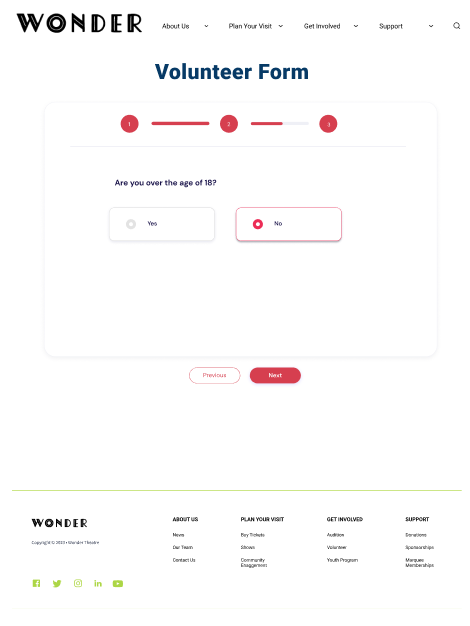 WONDER
About Us
Plan Your Visit
Get Involved
Support
Volunteer Form
1
2
3
Are you over the age of 18?
Yes
No
Previous
Next
WONDER
Copyright © 2023 • Wonder Theatre
ABOUT US
News
Our Team
Contact Us
PLAN YOUR VISIT
Buy Tickets
Shows
Community
Enaggement
GET INVOLVED
Audition
Volunteer
Youth Program
SUPPORT
Donations
Sponsorships
Marquee
Memberships